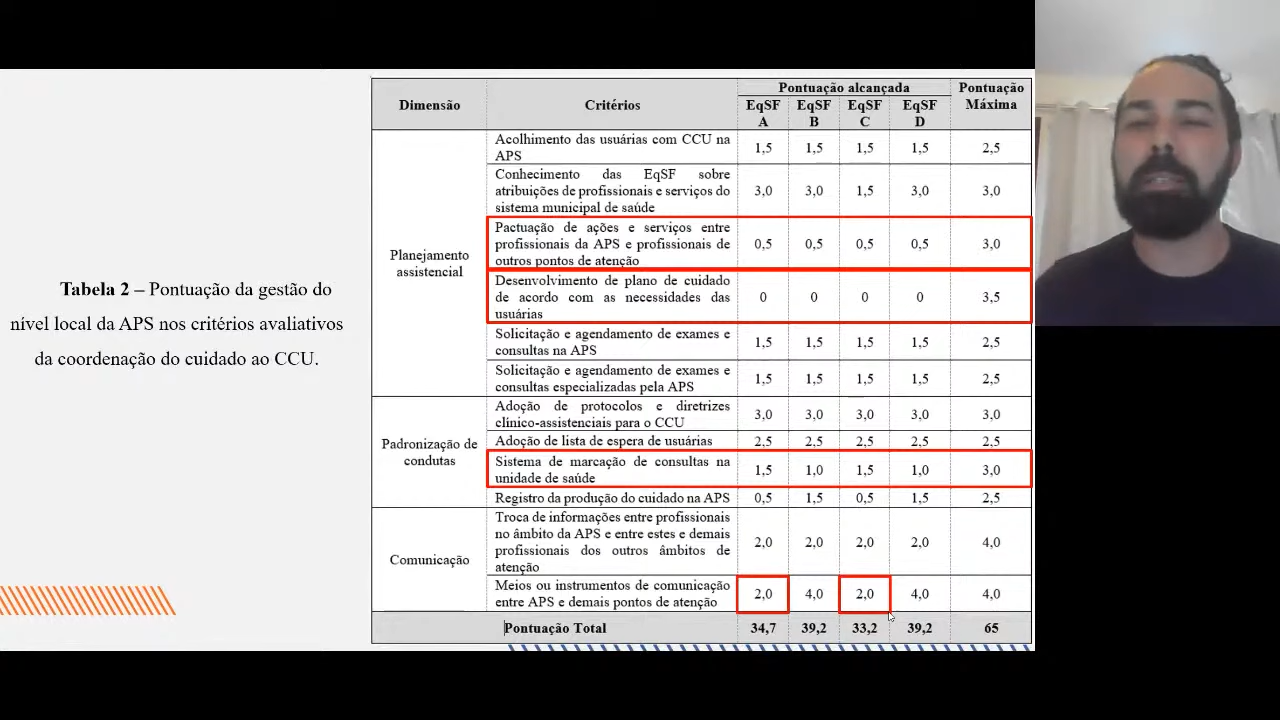 Tabela 2 – Pontuação da gestão do
nível local da APS nos critérios avaliativos
da coordenação do cuidado ao CCU.
Dimensão
Critérios
Pontuação alcançada
EqSF A
EqSF B
EqSF C
EqSF D
Pontuação Máxima
Planejamento
assistencial
Acolhimento das usuárias com CCU na
APS
1,5 1,5 1,5 1,5 2,5
Conhecimento das EqSF sobre
atribuições de profissionais e serviços do
sistema municipal de saúde
3,0 3,0 1,5 3,0 3,0
Pactuação de ações e serviços entre
profissionais da APS e profissionais de
outros pontos de atenção
0,5 0,5 0,5 0,5 3,0
Desenvolvimento de plano de cuidado
de acordo com as necessidades das
usuárias
0 0 0 0 3,5
Solicitação e agendamento de exames e
consultas na APS
1,5 1,5 1,5 1,5 2,5
Solicitação e agendamento de exames e
consultas especializadas pela APS
1,5 1,5 1,5 1,5 2,5
Padronização de
condutas
Adoção de protocolos e diretrizes
clínico-assistenciais para o CCU
3,0 3,0 3,0 3,0 3,0
Adoção de lista de espera de usuárias
2,5 2,5 2,5 2,5 2,5
Sistema de marcação de consultas na
unidade de saúde
1,5 1,0 1,5 1,0 3,0
Registro da produção do cuidado na APS
0,5 1,5 0,5 1,5 2,5
Comunicação
Troca de informações entre profissionais
no âmbito da APS e entre estes e demais
profissionais dos outros âmbitos de
atenção
2,0 2,0 2,0 2,0 4,0
Meios ou instrumentos de comunicação
entre APS e demais pontos de atenção
2,0 4,0 2,0 4,0 4,0
Pontuação Total
34,7 39,2 33,2 39,2 65